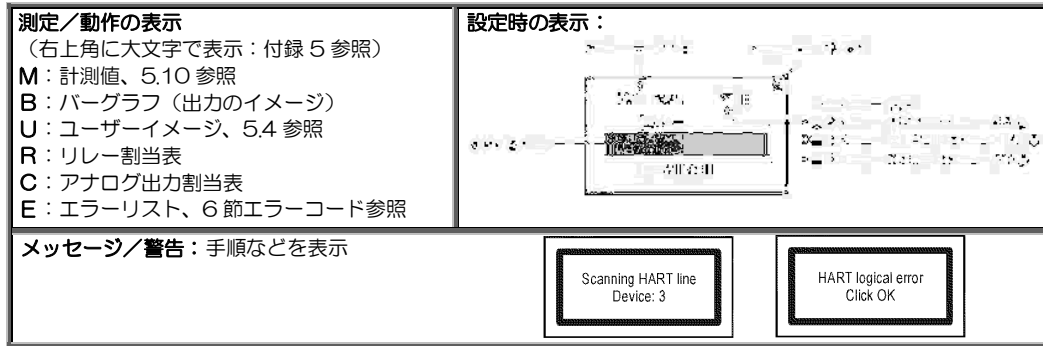 測定／動作の表示
（右上角に大文字で表示：付録 5 参照）
M：計測値、5.10 参照
B：バーグラフ（出力のイメージ）
U：ユーザーイメージ、5.4 参照
R：リレー割当表
C：アナログ出力割当表
E：エラーリスト、6 節エラーコード参照
設定時の表示：
メッセージ／警告：手順などを表示
Scanning HART line
Device: 3
HART logical error
Click OK